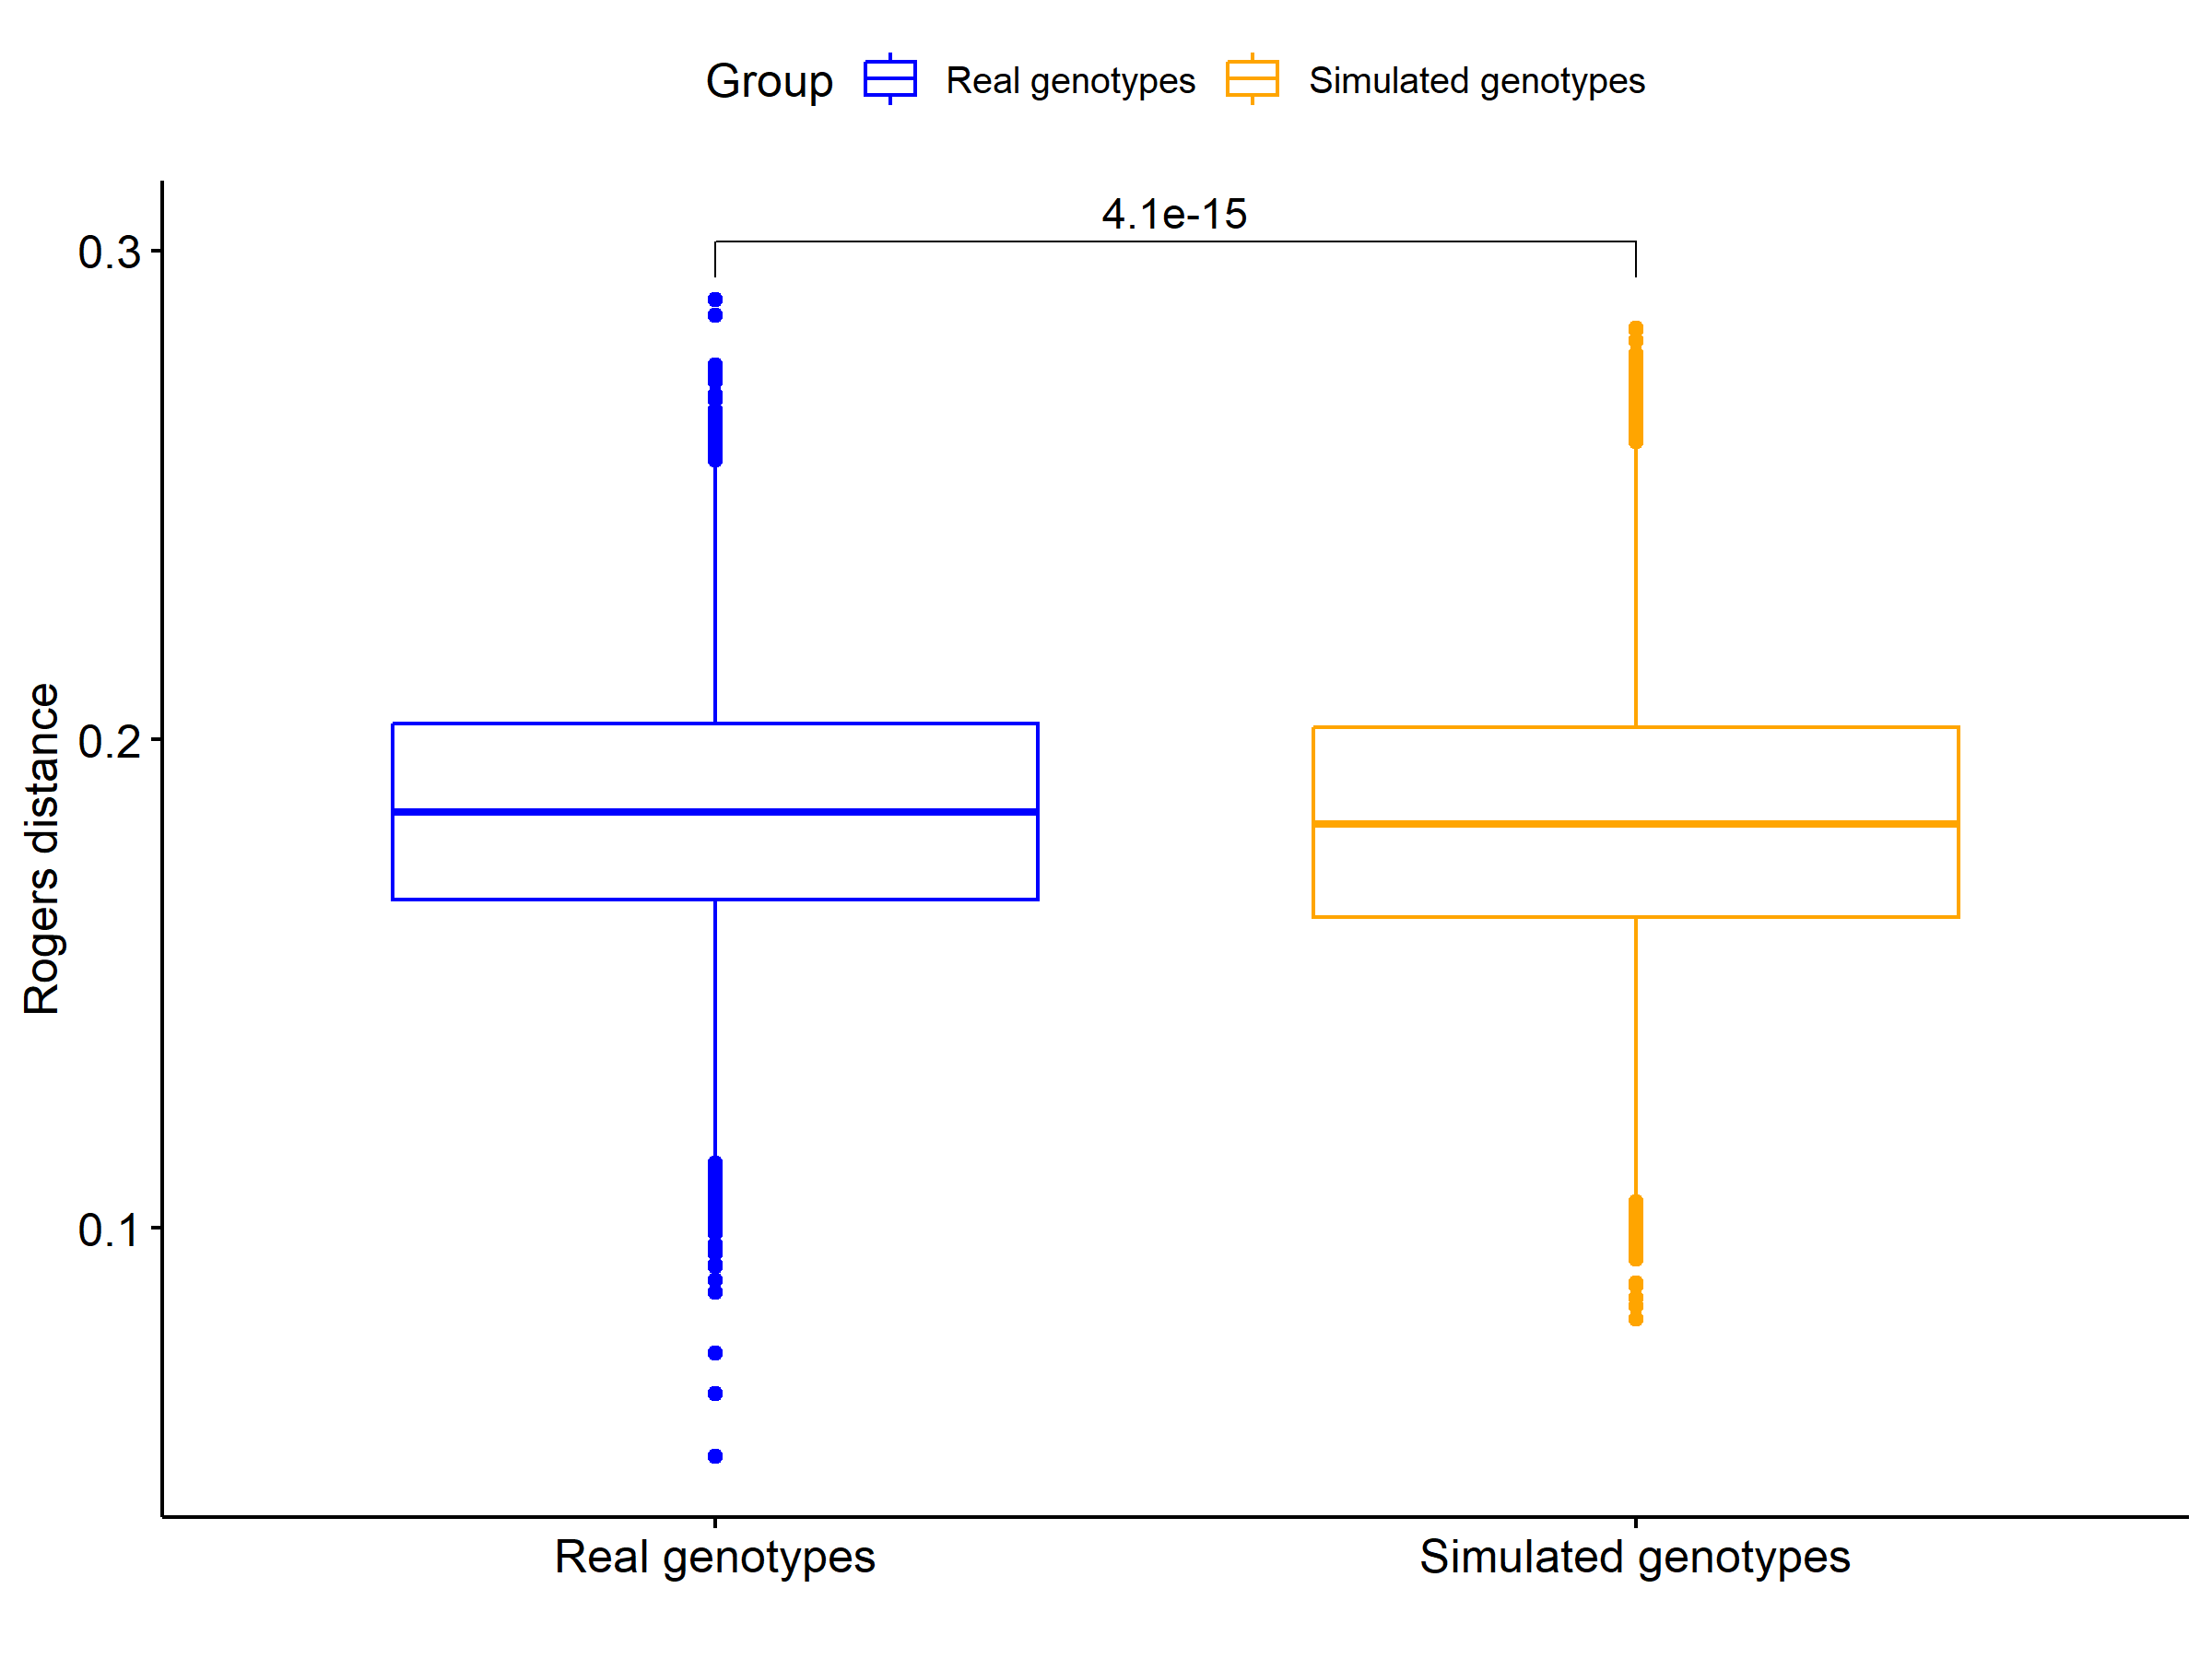 Group Real genotypes Simulated genotypes
4.1e-15
0.3
0.2
0.1
Rogers distance
Real genotypes Simulated genotypes